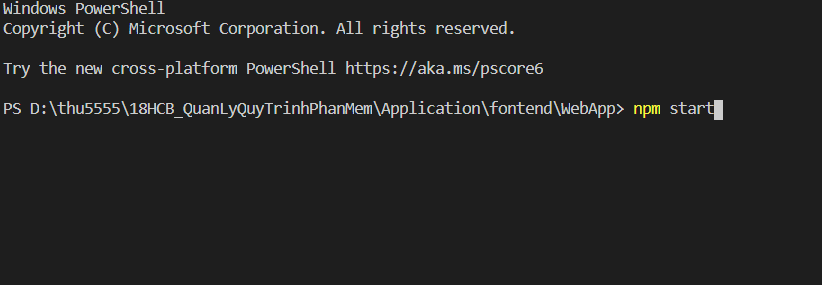 Windows PowerShell
Copyright (C) Microsoft Corporation. All rights reserved.
Try the new cross-platform PowerShell https://aka.ms/pscore6
PS D:\thu5555\18HCB_QuanLyQuyTrinhPhanMem\Application\fontend\WebApp> npm start